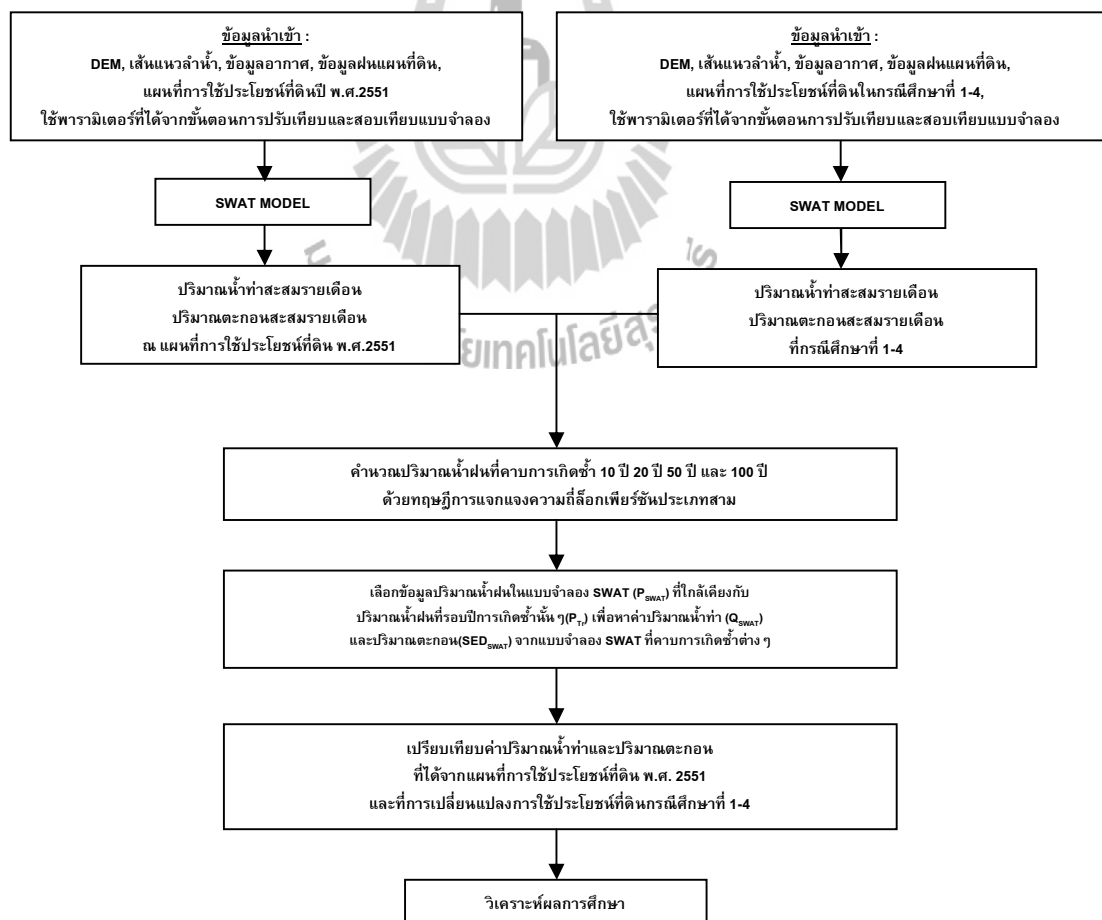 ข้อมูลนำเข้า :
DEM, เส้นแนวลำน้ำ, ข้อมูลอากาศ, ข้อมูลฝนแผนที่ดิน,
แผนที่การใช้ประโยชน์ที่ดินปี พ.ศ.2551
ใช้พารามิเตอร์ที่ได้จากขั้นตอนการปรับเทียบและสอบเทียบแบบจำลอง
ข้อมูลนำเข้า :
DEM, เส้นแนวลำน้ำ, ข้อมูลอากาศ, ข้อมูลฝนแผนที่ดิน,
แผนที่การใช้ประโยชน์ที่ดินในกรณีศึกษาที่ 1-4,
ใช้พารามิเตอร์ที่ได้จากขั้นตอนการปรับเทียบและสอบเทียบแบบจำลอง
SWAT MODEL
SWAT MODEL
ปริมาณน้ำท่าสะสมรายเดือน
ปริมาณตะกอนสะสมรายเดือน
ณ แผนที่การใช้ประโยชน์ที่ดิน พ.ศ.2551
ปริมาณน้ำท่าสะสมรายเดือน
ปริมาณตะกอนสะสมรายเดือน
ที่กรณีศึกษาที่ 1-4
ยเทคโนโลยีสุร
คำนวณปริมาณน้ำฝนที่คาบการเกิดซ้ำ 10 ปี 20 ปี 50 ปี และ 100 ปี
ด้วยทฤษฎีการแจกแจงความถี่ล็อกเพียร์ซันประเภทสาม
เลือกข้อมูลปริมาณน้ำฝนในแบบจำลอง SWAT (P_SWAT) ที่ใกล้เคียงกับ
ปริมาณน้ำฝนที่รอบปีการเกิดซ้ำนั้น ๆ(P_Tr) เพื่อหาค่าปริมาณน้ำท่า (Q_SWAT)
และปริมาณตะกอน(SED_SWAT) จากแบบจำลอง SWAT ที่คาบการเกิดซ้ำต่าง ๆ
เปรียบเทียบค่าปริมาณน้ำท่าและปริมาณตะกอน
ที่ได้จากแผนที่การใช้ประโยชน์ที่ดิน พ.ศ. 2551
และที่การเปลี่ยนแปลงการใช้ประโยชน์ที่ดินกรณีศึกษาที่ 1-4
วิเคราะห์ผลการศึกษา